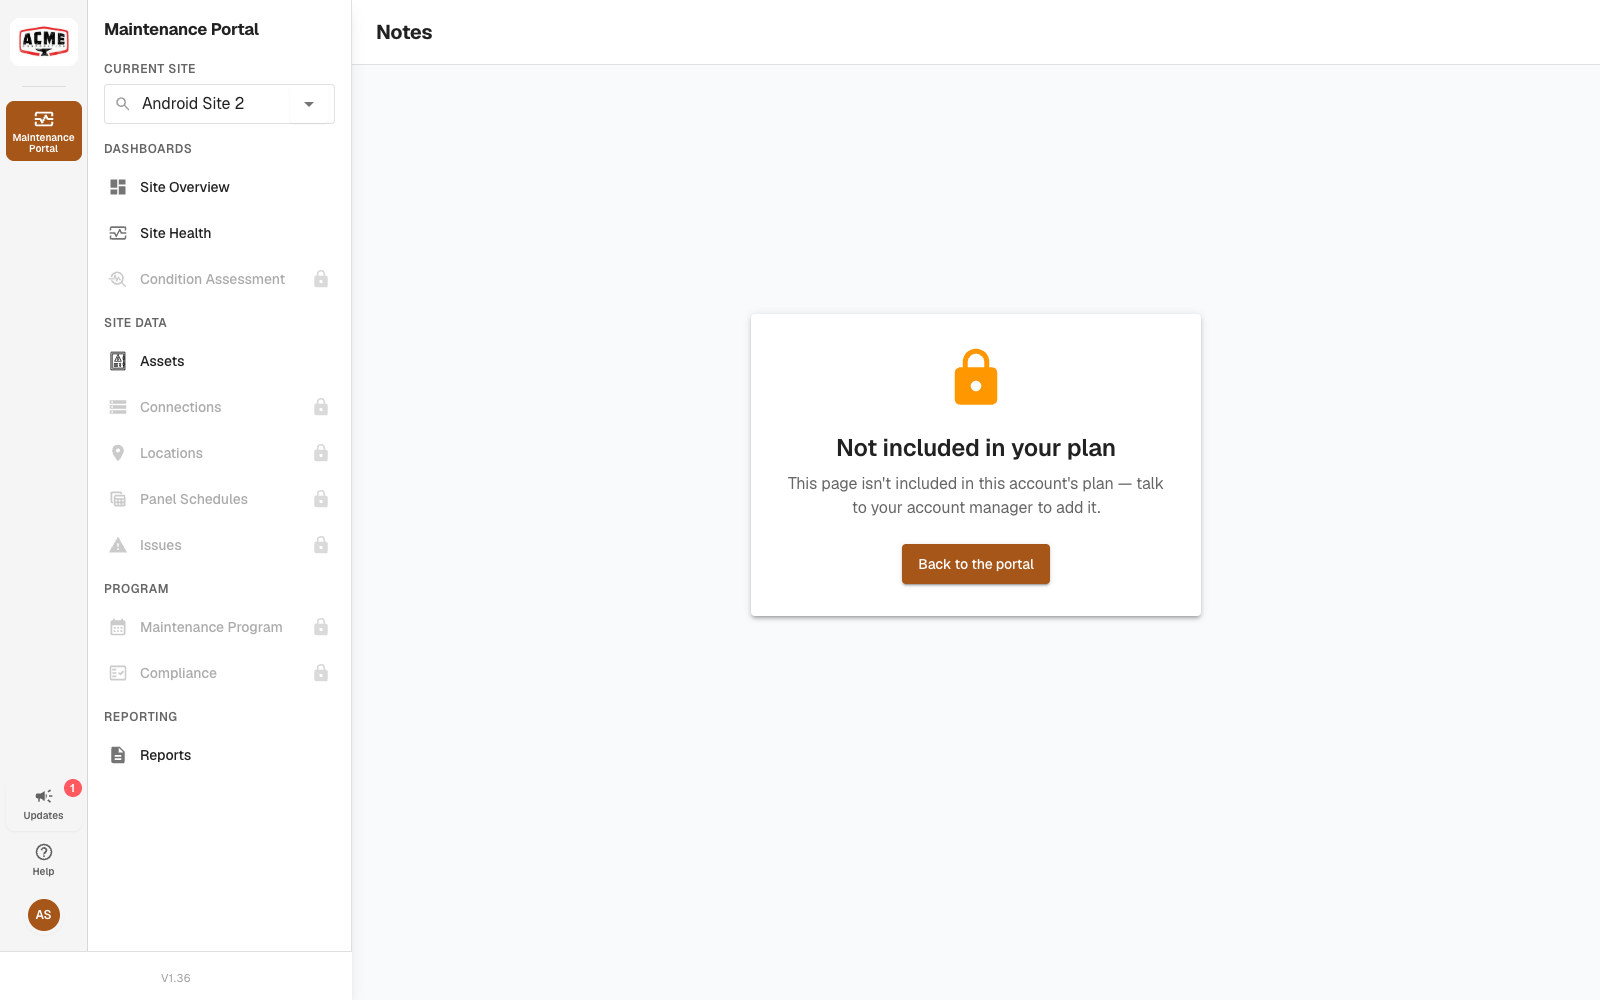 ACME
Maintenance
Portal
Updates
1
Help
AS
Maintenance Portal
CURRENT SITE
Android Site 2
DASHBOARDS
Site Overview
Site Health
Condition Assessment
SITE DATA
Assets
Connections
Locations
Panel Schedules
Issues
PROGRAM
Maintenance Program
Compliance
REPORTING
Reports
V1.36
Notes
Not included in your plan
This page isn't included in this account's plan — talk
to your account manager to add it.
Back to the portal